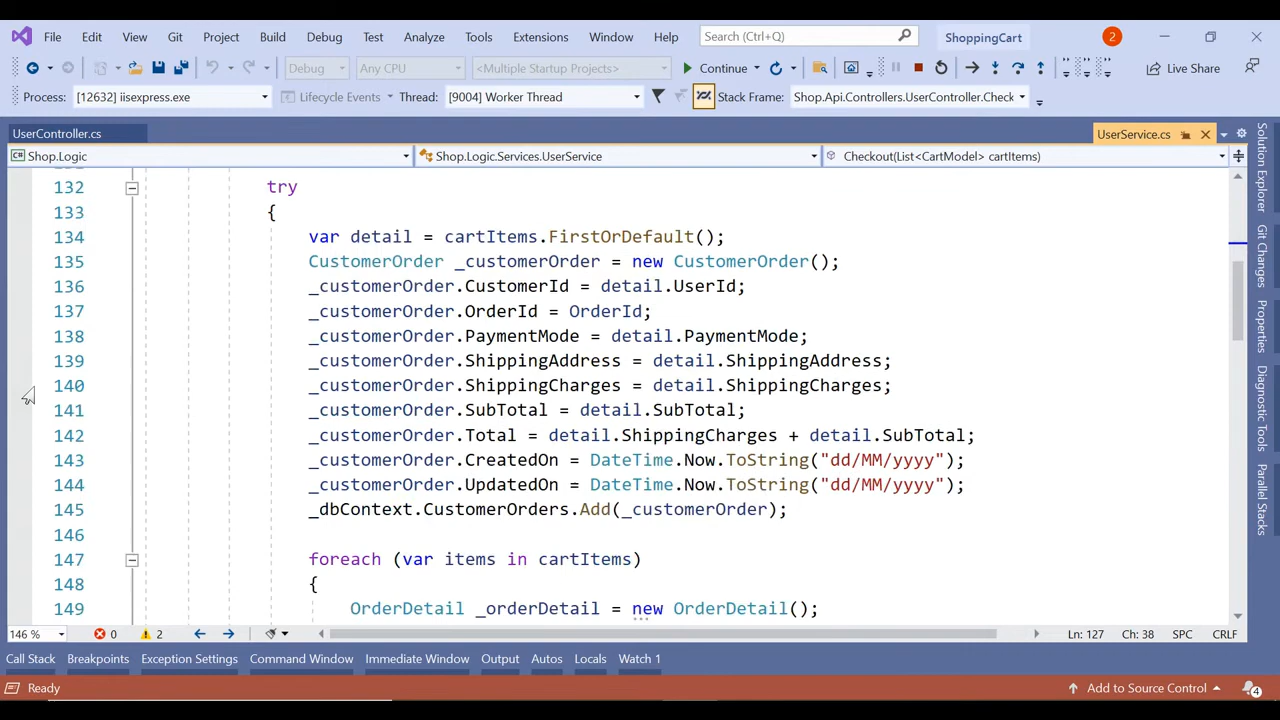 File Edit View Git Project Build Debug Test Analyze Tools Extensions Window Help Search (Ctrl+Q) ShoppingCart 2
Debug Any CPU <Multiple Startup Projects> Continue Live Share
Process: [12632] iisexpress.exe Lifecycle Events Thread: [9004] Worker Thread Stack Frame: Shop.Api.Controllers.UserController.Check
UserController.cs UserService.cs
Shop.Logic Shop.Logic.Services.UserService Checkout(List<CartModel> cartItems)
132 try
133 {
134 var detail = cartItems.FirstOrDefault();
135 CustomerOrder _customerOrder = new CustomerOrder();
136 _customerOrder.CustomerId = detail.UserId;
137 _customerOrder.OrderId = OrderId;
138 _customerOrder.PaymentMode = detail.PaymentMode;
139 _customerOrder.ShippingAddress = detail.ShippingAddress;
140 _customerOrder.ShippingCharges = detail.ShippingCharges;
141 _customerOrder.SubTotal = detail.SubTotal;
142 _customerOrder.Total = detail.ShippingCharges + detail.SubTotal;
143 _customerOrder.CreatedOn = DateTime.Now.ToString("dd/MM/yyyy");
144 _customerOrder.UpdatedOn = DateTime.Now.ToString("dd/MM/yyyy");
145 _dbContext.CustomerOrders.Add(_customerOrder);
146
147 foreach (var items in cartItems)
148 {
149 OrderDetail _orderDetail = new OrderDetail();
Solution Explorer
Git Changes
Properties
Diagnostic Tools
Parallel Stacks
146 % 0 2 Ln: 127 Ch: 38 SPC CRLF
Call Stack Breakpoints Exception Settings Command Window Immediate Window Output Autos Locals Watch 1
Ready Add to Source Control 4